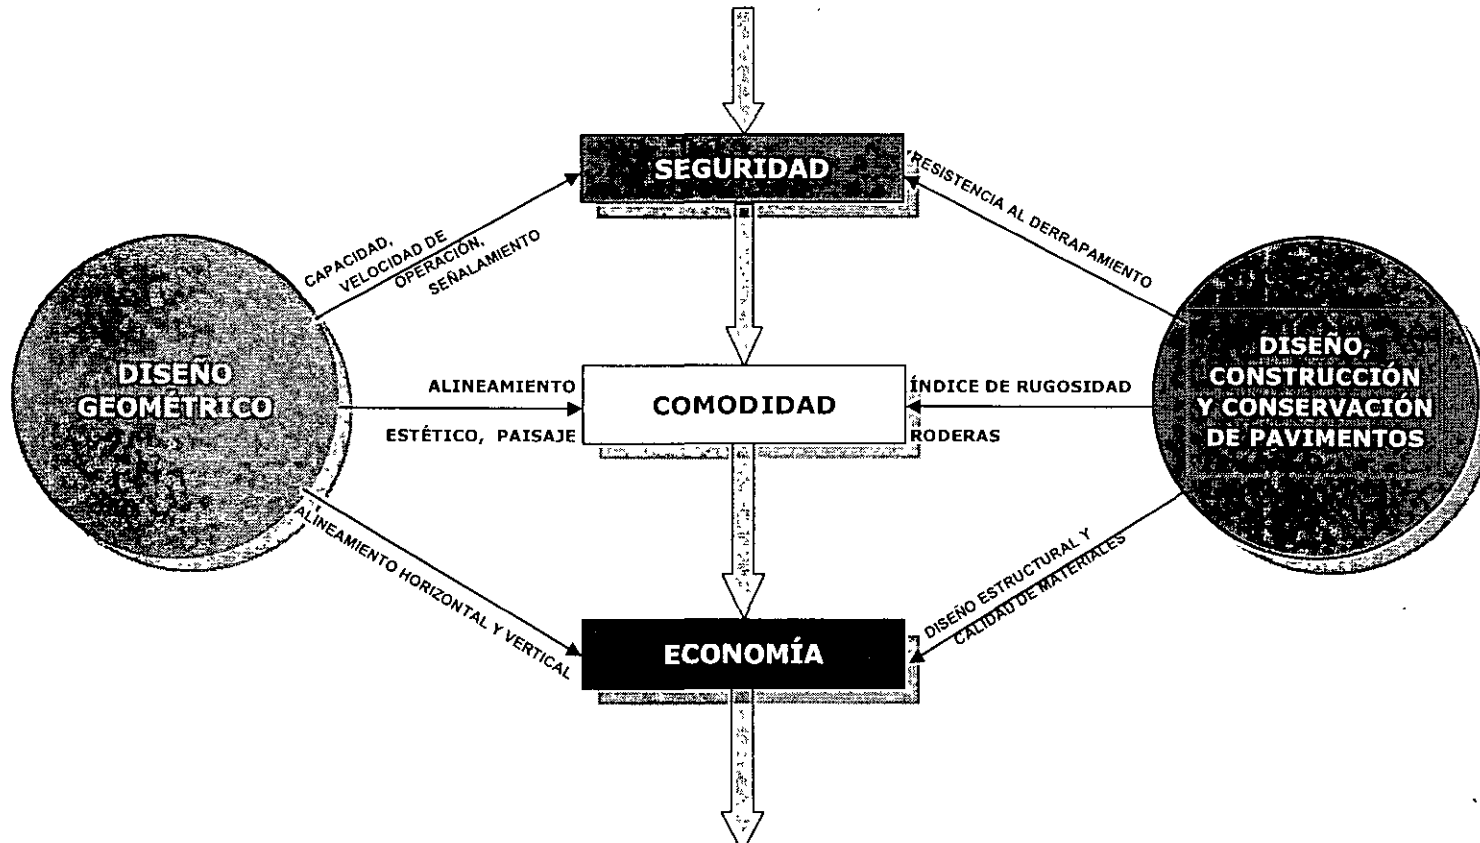 SEGURIDAD
CAPACIDAD,
VELOCIDAD DE
OPERACIÓN,
SEÑALAMIENTO
RESISTENCIA AL DERRAPAMIENTO
DISEÑO
GEOMÉTRICO
ALINEAMIENTO
ESTÉTICO, PAISAJE
COMODIDAD
ÍNDICE DE RUGOSIDAD
RODERAS
DISEÑO,
CONSTRUCCIÓN
Y CONSERVACIÓN
DE PAVIMENTOS
ALINEAMIENTO HORIZONTAL Y VERTICAL
ECONOMÍA
DISEÑO ESTRUCTURAL Y
CALIDAD DE MATERIALES